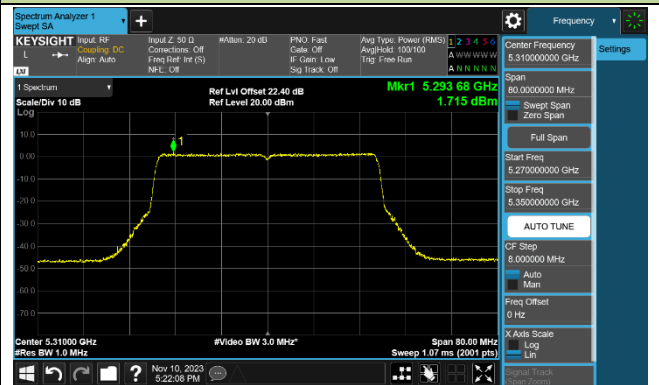 Spectrum Analyzer 1
Swept SA
+
Frequency
KEYSIGHT
L
LXI
Input: RF
Coupling: DC
Align: Auto
Input Z: 50 Ω
Corrections: Off
Freq Ref: Int (S)
NFE: Off
#Atten: 20 dB
PNO: Fast
Gate: Off
IF Gain: Low
Sig Track: Off
Avg Type: Power (RMS)
Avg|Hold: 100/100
Trig: Free Run
1 2 3 4 5 6
A W W W W W
A N N N N N
1 Spectrum
Scale/Div 10 dB
Log
Ref Lvl Offset 22.40 dB
Ref Level 20.00 dBm
Mkr1 5.293 68 GHz
1.715 dBm
1
10.0
0.00
-10.0
-20.0
-30.0
-40.0
-50.0
-60.0
-70.0
Center 5.31000 GHz
#Res BW 1.0 MHz
#Video BW 3.0 MHz*
Span 80.00 MHz
Sweep 1.07 ms (2001 pts)
Center Frequency
5.310000000 GHz
Settings
Span
80.0000000 MHz
Swept Span
Zero Span
Full Span
Start Freq
5.270000000 GHz
Stop Freq
5.350000000 GHz
AUTO TUNE
CF Step
8.000000 MHz
Auto
Man
Freq Offset
0 Hz
X Axis Scale
Log
Lin
Signal Track
(Span Zoom)
?
Nov 10, 2023
5:22:08 PM